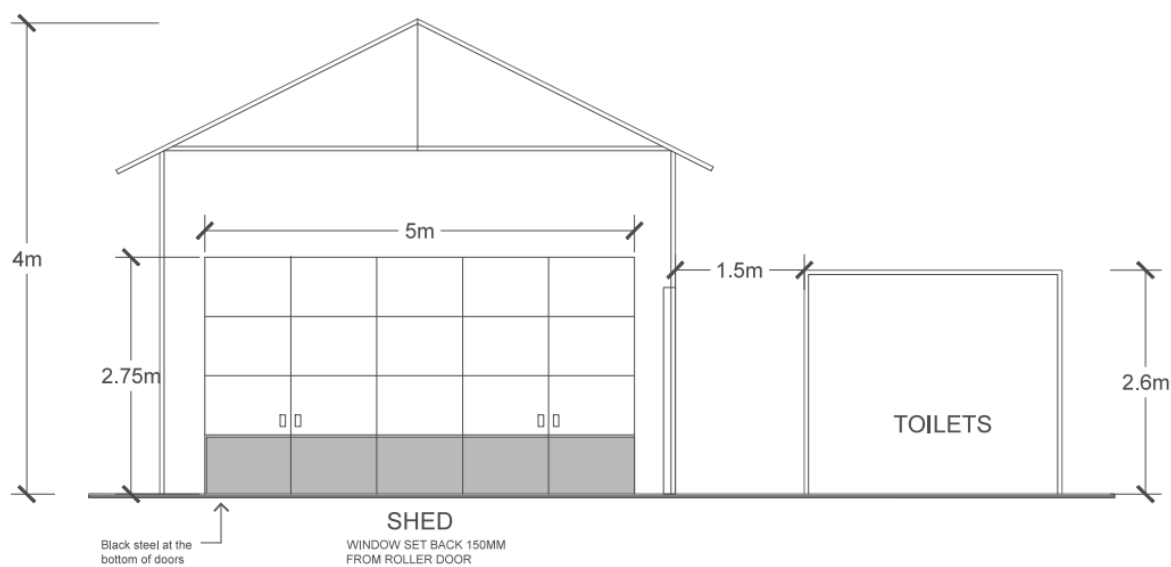 4m
5m
1.5m
2.75m
2.6m
TOILETS
SHED
Black steel at the
bottom of doors
WINDOW SET BACK 150MM
FROM ROLLER DOOR